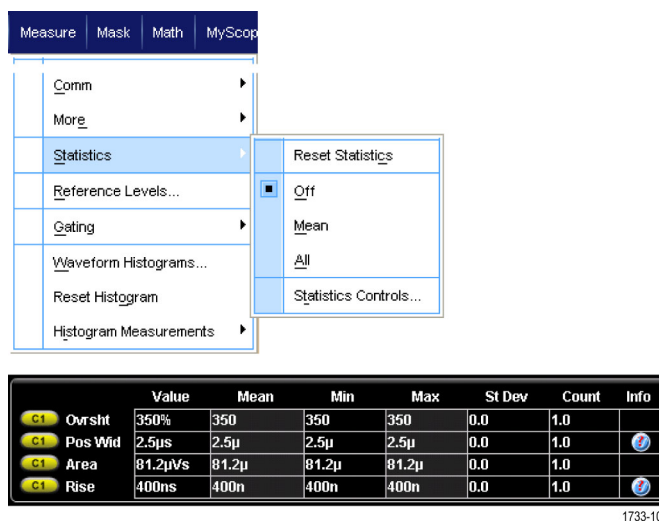 Measure Mask Math MyScop
Comm
More
Statistics
Reset Statistics
Reference Levels...
Off
Gating
Mean
Waveform Histograms...
All
Reset Histogram
Statistics Controls...
Histogram Measurements
Value Mean Min Max St Dev Count Info
C1 Ovrsht 350% 350 350 350 0.0 1.0
C1 Pos Wid 2.5µs 2.5µ 2.5µ 2.5µ 0.0 1.0
C1 Area 81.2µVs 81.2µ 81.2µ 81.2µ 0.0 1.0
C1 Rise 400ns 400n 400n 400n 0.0 1.0
1733-10